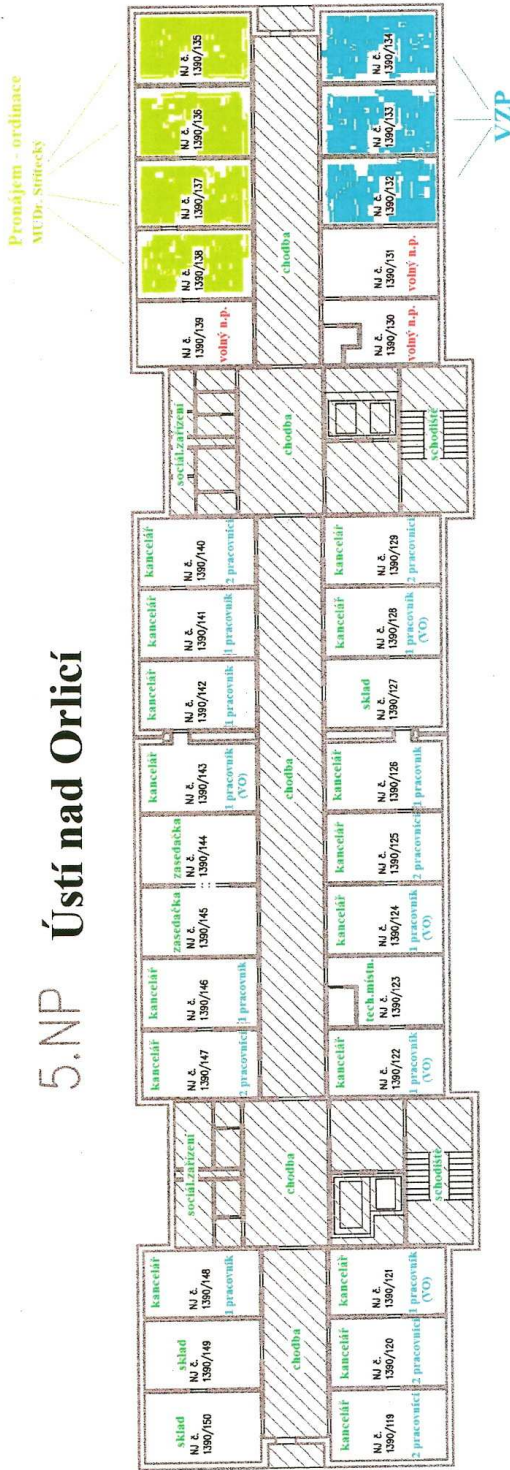 5.NP
Ústí nad Orlicí
Pronájem - ordinace
MUDr. Střítecký
sklad
NJ č.
1390/150
sklad
NJ č.
1390/149
kancelář
NJ č.
1390/148
1 pracovník
sociál.zařízení
kancelář
NJ č.
1390/147
2 pracovníci
kancelář
NJ č.
1390/146
1 pracovník
zasedačka
NJ č.
1390/145
zasedačka
NJ č.
1390/144
kancelář
NJ č.
1390/143
1 pracovník
(VO)
kancelář
NJ č.
1390/142
1 pracovník
kancelář
NJ č.
1390/141
1 pracovník
kancelář
NJ č.
1390/140
2 pracovníci
sociál.zařízení
NJ č.
1390/139
volný n.p.
NJ č.
1390/138
NJ č.
1390/137
NJ č.
1390/136
NJ č.
1390/135
chodba
chodba
chodba
chodba
chodba
kancelář
NJ č.
1390/119
2 pracovníci
kancelář
NJ č.
1390/120
2 pracovníci
kancelář
NJ č.
1390/121
1 pracovník
(VO)
schodiště
kancelář
NJ č.
1390/122
1 pracovník
(VO)
tech.místn.
NJ č.
1390/123
kancelář
NJ č.
1390/124
1 pracovník
(VO)
kancelář
NJ č.
1390/125
2 pracovníci
kancelář
NJ č.
1390/126
1 pracovník
sklad
NJ č.
1390/127
kancelář
NJ č.
1390/128
1 pracovník
(VO)
kancelář
NJ č.
1390/129
2 pracovníci
schodiště
NJ č.
1390/130
volný n.p.
NJ č.
1390/131
volný n.p.
NJ č.
1390/132
NJ č.
1390/133
NJ č.
1390/134
VZP